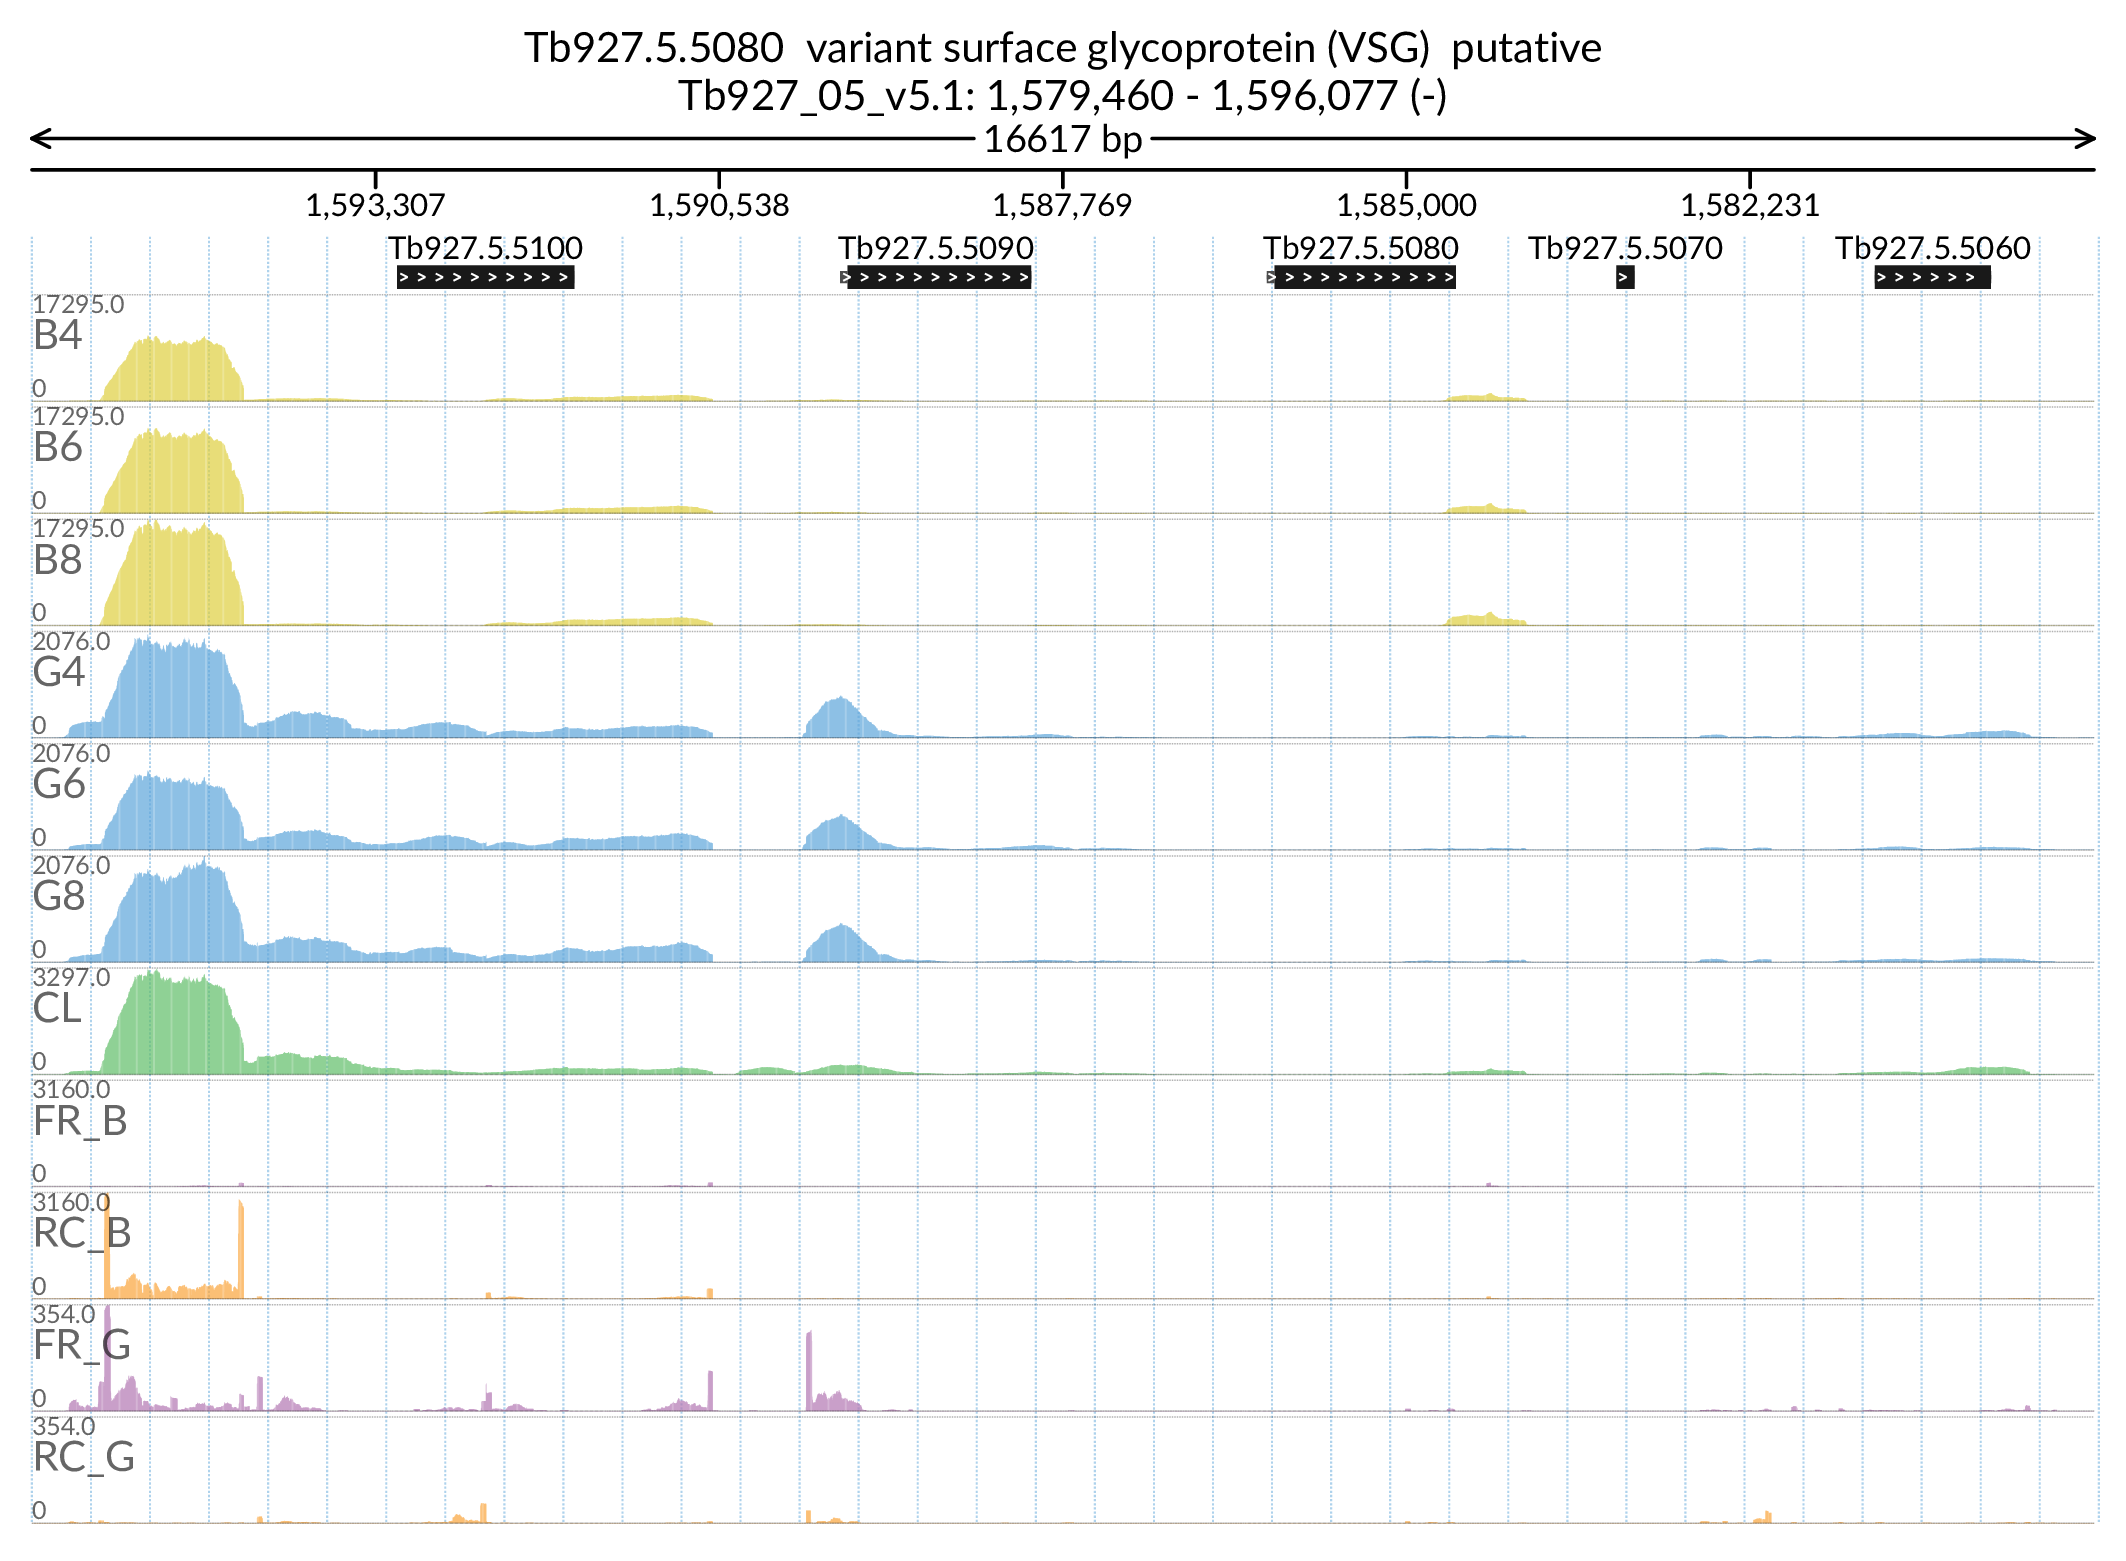 Tb927.5.5080  variant surface glycoprotein (VSG)  putative
Tb927_05_v5.1: 1,579,460 - 1,596,077 (-)
16617 bp
1,593,307 1,590,538 1,587,769 1,585,000 1,582,231
Tb927.5.5100 Tb927.5.5090 Tb927.5.5080 Tb927.5.5070 Tb927.5.5060
17295.0
B4
0
17295.0
B6
0
17295.0
B8
0
2076.0
G4
0
2076.0
G6
0
2076.0
G8
0
3297.0
CL
0
3160.0
FR_B
0
3160.0
RC_B
0
354.0
FR_G
0
354.0
RC_G
0